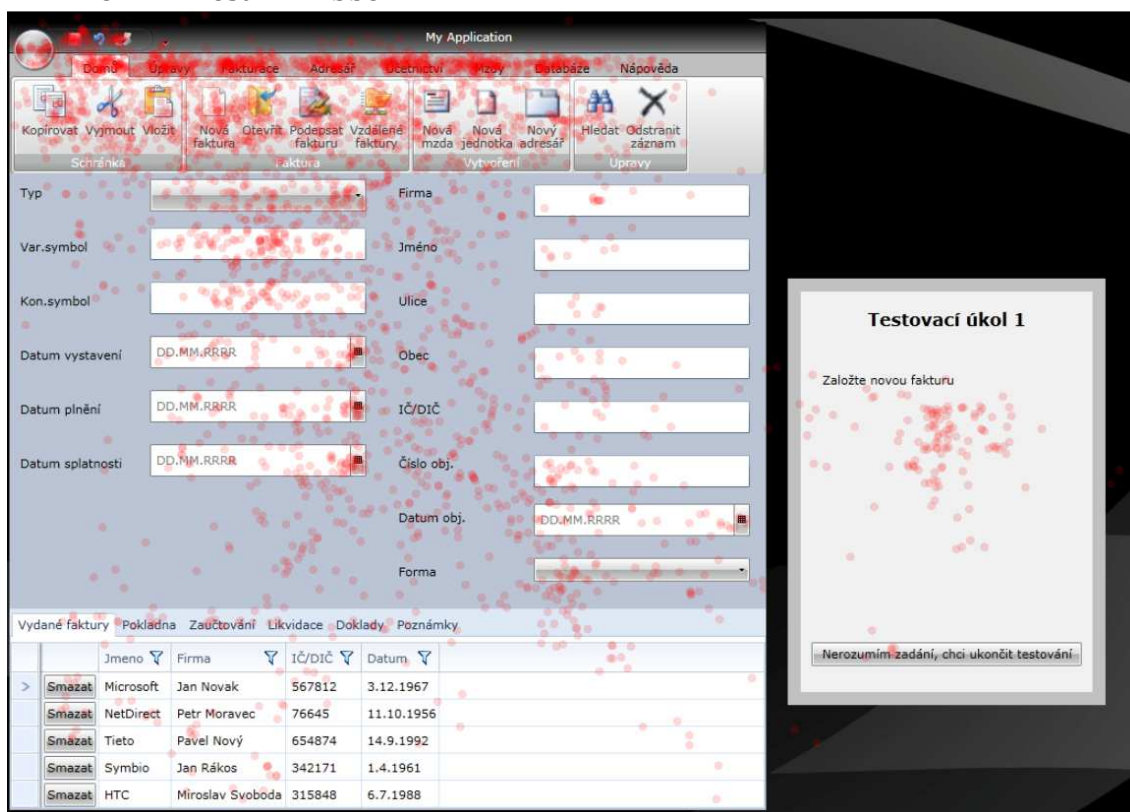 My Application
Domů Úpravy Fakturace Adresář Účetnictví Mzdy Databáze Nápověda
Kopírovat Vyjmout Vložit Nová faktura Otevřít Podepsat fakturu Vzdálené faktury Nová mzda Nová jednotka Nový adresář Hledat Odstranit záznam
Schránka Faktura Vytvoření Úpravy
Typ Firma
Var.symbol Jméno
Kon.symbol Ulice
Datum vystavení DD.MM.RRRR Obec
Datum plnění DD.MM.RRRR IČ/DIČ
Datum splatnosti DD.MM.RRRR Číslo obj.
Datum obj. DD.MM.RRRR
Forma
Vydané faktury Pokladna Zaučtování Likvidace Doklady Poznámky
Jmeno Firma IČ/DIČ Datum
> Smazat Microsoft Jan Novak 567812 3.12.1967
Smazat NetDirect Petr Moravec 76645 11.10.1956
Smazat Tieto Pavel Nový 654874 14.9.1992
Smazat Symbio Jan Rákos 342171 1.4.1961
Smazat HTC Miroslav Svoboda 315848 6.7.1988
Testovací úkol 1
Založte novou fakturu
Nerozumím zadání, chci ukončit testování